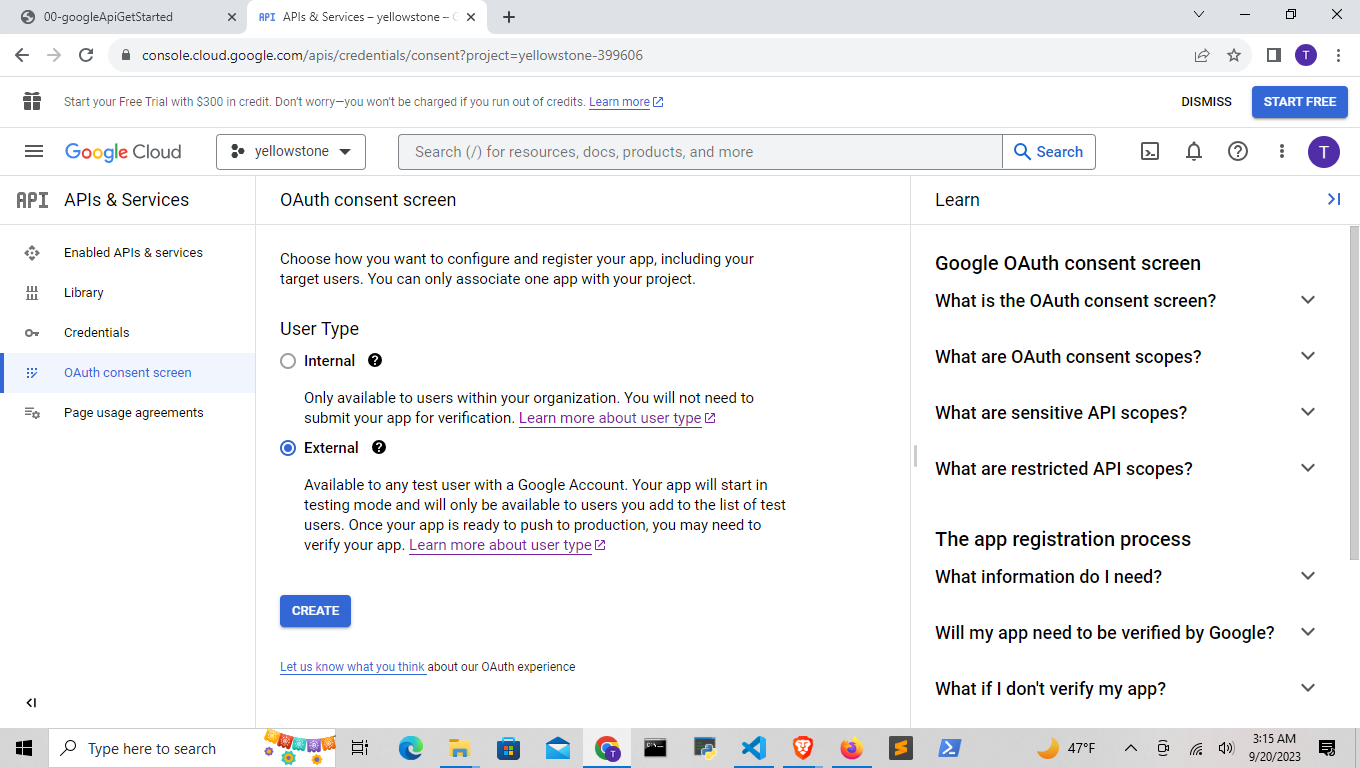 00-googleApiGetStarted
API APIs & Services – yellowstone – G
console.cloud.google.com/apis/credentials/consent?project=yellowstone-399606
T
Start your Free Trial with $300 in credit. Don't worry—you won't be charged if you run out of credits. Learn more
DISMISS
START FREE
Google Cloud
yellowstone
Search (/) for resources, docs, products, and more
Search
T
API APIs & Services
Enabled APIs & services
Library
Credentials
OAuth consent screen
Page usage agreements
OAuth consent screen
Choose how you want to configure and register your app, including your
target users. You can only associate one app with your project.
User Type
Internal
Only available to users within your organization. You will not need to
submit your app for verification. Learn more about user type
External
Available to any test user with a Google Account. Your app will start in
testing mode and will only be available to users you add to the list of test
users. Once your app is ready to push to production, you may need to
verify your app. Learn more about user type
CREATE
Let us know what you think about our OAuth experience
Learn
Google OAuth consent screen
What is the OAuth consent screen?
What are OAuth consent scopes?
What are sensitive API scopes?
What are restricted API scopes?
The app registration process
What information do I need?
Will my app need to be verified by Google?
What if I don't verify my app?
Type here to search
T
47°F
3:15 AM
9/20/2023